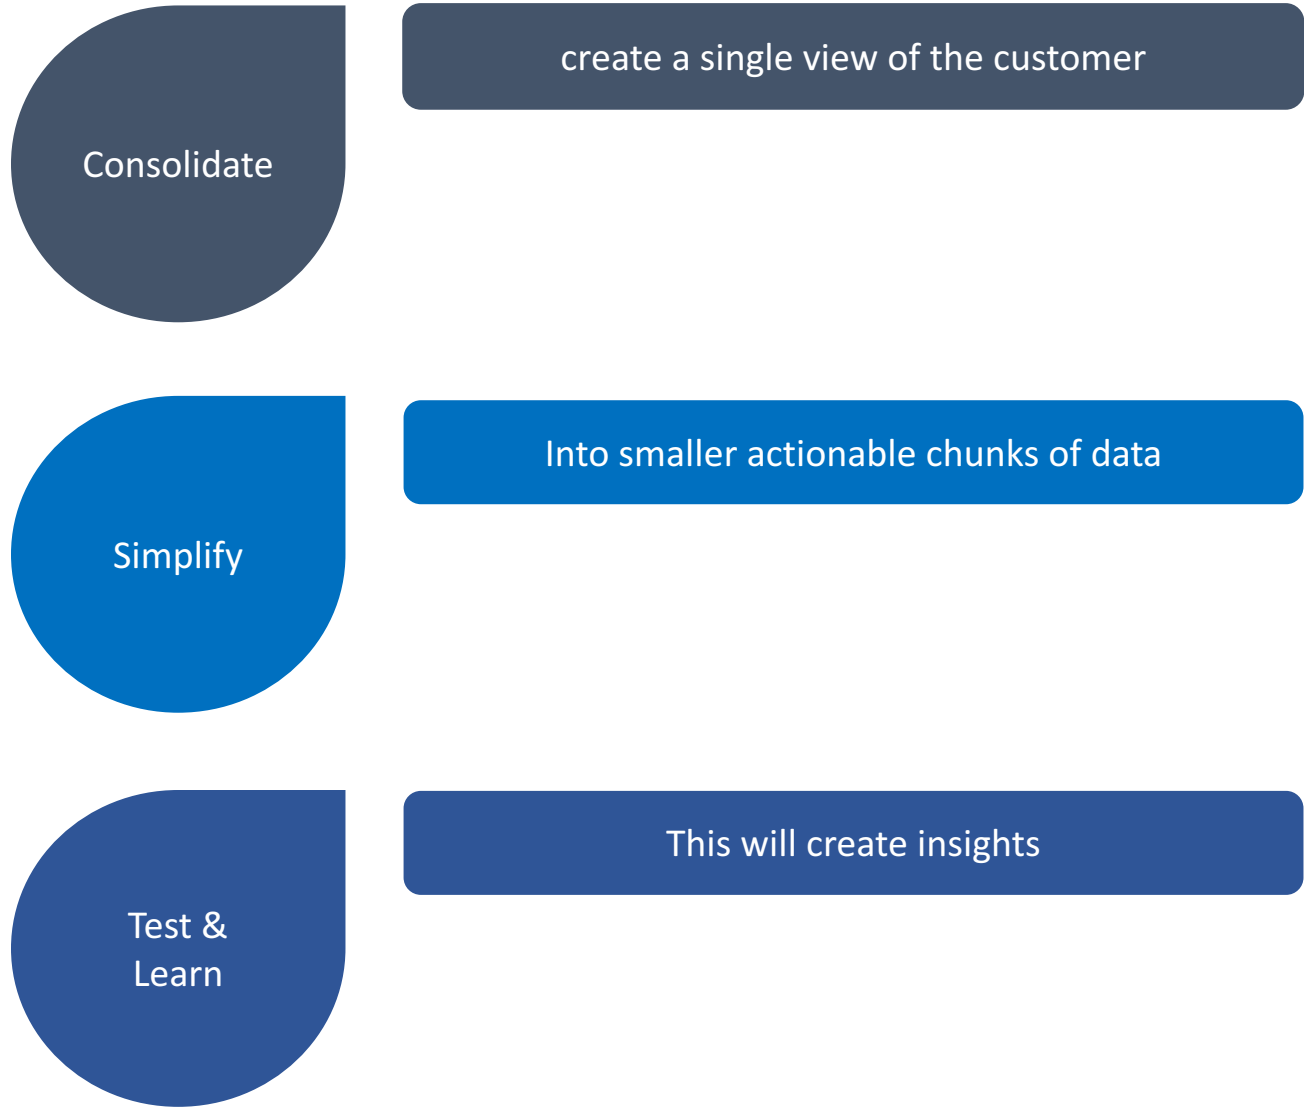 Consolidate
create a single view of the customer
Simplify
Into smaller actionable chunks of data
Test &
Learn
This will create insights